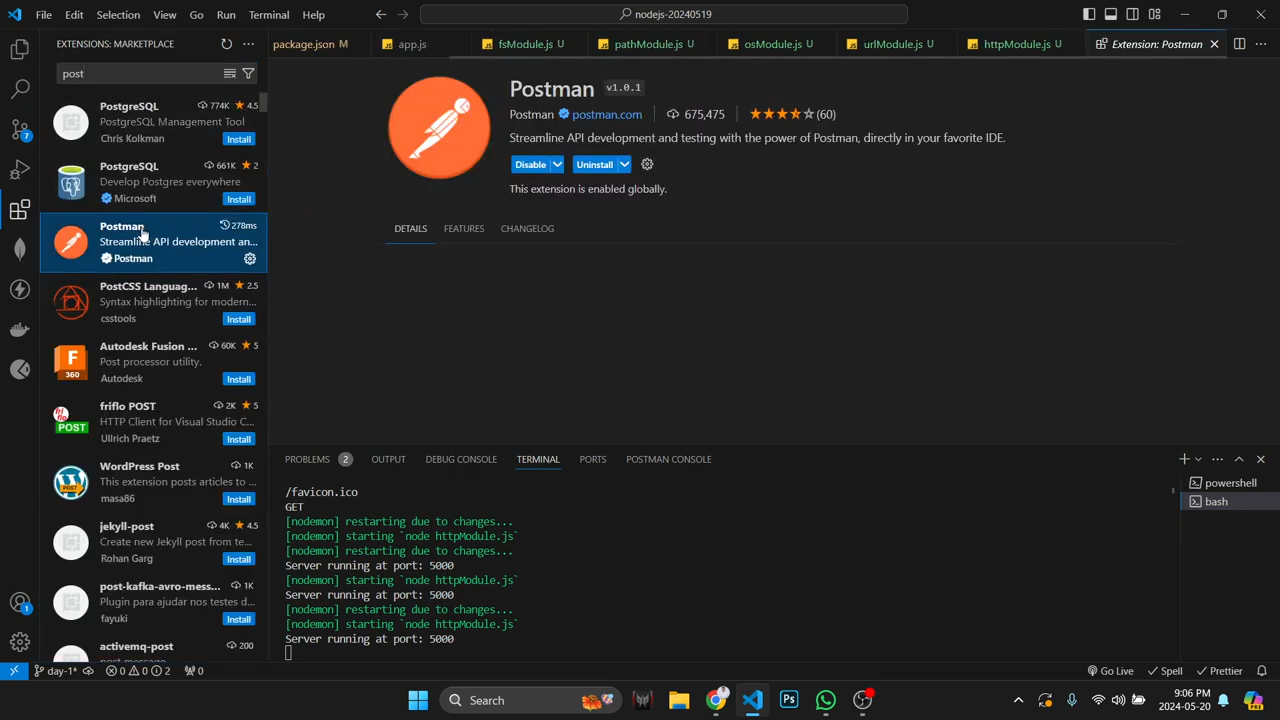 File Edit Selection View Go Run Terminal Help
nodejs-20240519
EXTENSIONS: MARKETPLACE
package.json M
app.js
fsModule.js U
pathModule.js U
osModule.js U
urlModule.js U
httpModule.js U
Extension: Postman
post
PostgreSQL 774K 4.5
PostgreSQL Management Tool
Chris Kolkman Install
PostgreSQL 661K 2
Develop Postgres everywhere
Microsoft Install
Postman 278ms
Streamline API development an...
Postman
PostCSS Languag... 1M 2.5
Syntax highlighting for modern...
csstools Install
Autodesk Fusion ... 60K 5
Post processor utility.
Autodesk Install
F
360
friflo POST 2K 5
HTTP Client for Visual Studio C...
Ullrich Praetz Install
friflo
POST
WordPress Post 1K
This extension posts articles to ...
masa86 Install
POST
jekyll-post 4K 4.5
Create new Jekyll post from te...
Rohan Garg Install
post-kafka-avro-mess... 1K
Plugin para ajudar nos testes d...
fayuki Install
activemq-post 200
post message
Postman v1.0.1
Postman postman.com 675,475 (60)
Streamline API development and testing with the power of Postman, directly in your favorite IDE.
Disable Uninstall
This extension is enabled globally.
DETAILS FEATURES CHANGELOG
PROBLEMS 2 OUTPUT DEBUG CONSOLE TERMINAL PORTS POSTMAN CONSOLE
/favicon.ico
GET
[nodemon] restarting due to changes...
[nodemon] starting `node httpModule.js`
[nodemon] restarting due to changes...
Server running at port: 5000
[nodemon] starting `node httpModule.js`
Server running at port: 5000
[nodemon] restarting due to changes...
[nodemon] starting `node httpModule.js`
Server running at port: 5000
powershell
bash
7
1
day-1* 0 0 2 0
Go Live Spell Prettier
Search
Ps
9:06 PM
2024-05-20
PRE